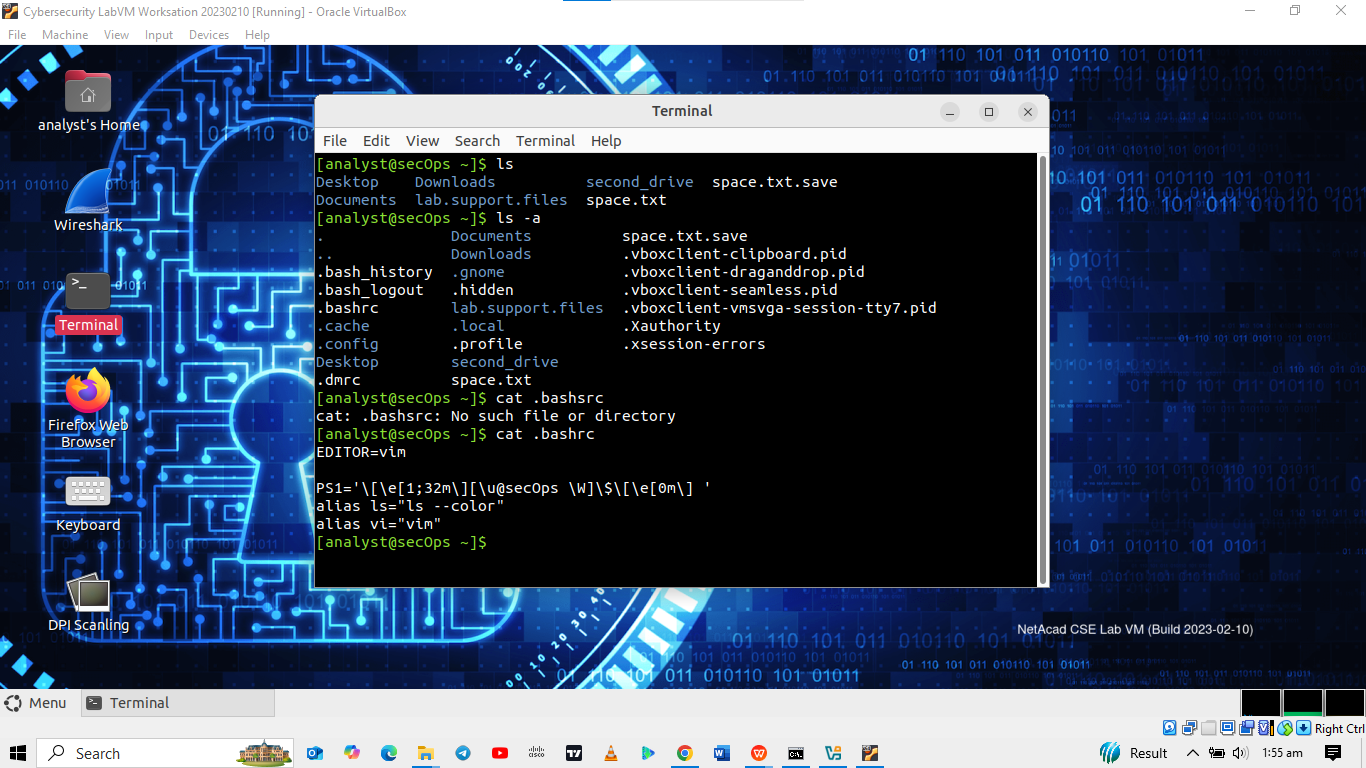 Cybersecurity LabVM Worksation 20230210 [Running] - Oracle VirtualBox
File Machine View Input Devices Help
analyst's Home
Wireshark
Terminal
Firefox Web
Browser
Keyboard
DPI Scanling
Terminal
File Edit View Search Terminal Help
[analyst@secOps ~]$ ls
Desktop Downloads second_drive space.txt.save
Documents lab.support.files space.txt
[analyst@secOps ~]$ ls -a
. Documents space.txt.save
.. Downloads .vboxclient-clipboard.pid
.bash_history .gnome .vboxclient-draganddrop.pid
.bash_logout .hidden .vboxclient-seamless.pid
.bashrc lab.support.files .vboxclient-vmsvga-session-tty7.pid
.cache .local .Xauthority
.config .profile .xsession-errors
Desktop second_drive
.dmrc space.txt
[analyst@secOps ~]$ cat .bashsrc
cat: .bashsrc: No such file or directory
[analyst@secOps ~]$ cat .bashrc
EDITOR=vim
PS1='\[\e[1;32m\][\u@secOps \W]\$\[\e[0m\] '
alias ls="ls --color"
alias vi="vim"
[analyst@secOps ~]$
NetAcad CSE Lab VM (Build 2023-02-10)
Menu Terminal
Right Ctrl
Search
Result 1:55 am